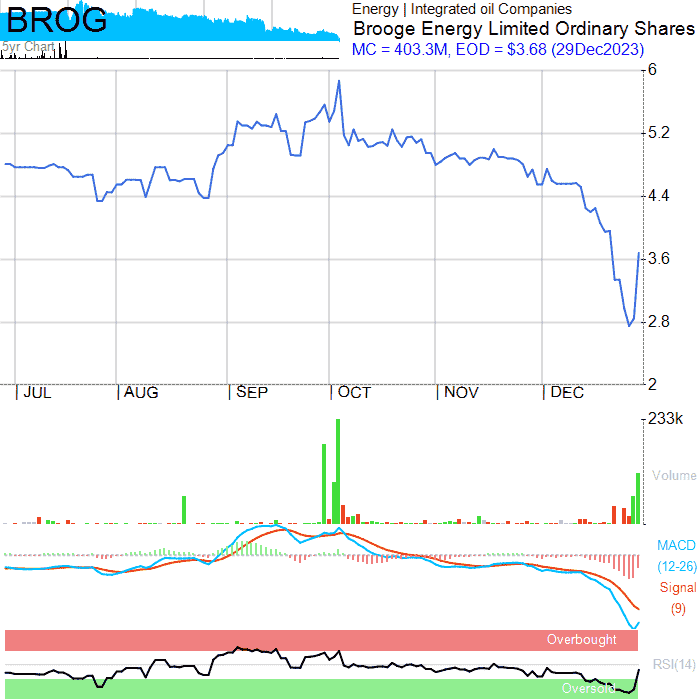 BROG
Energy | Integrated oil Companies
Brooge Energy Limited Ordinary Shares
MC = 403.3M, EOD = $3.68 (29Dec2023)
5yr Chart
6
5.2
4.4
3.6
2.8
2
JUL AUG SEP OCT NOV DEC
233k
Volume
MACD
(12-26)
Signal
(9)
Overbought
RSI(14)
Oversold